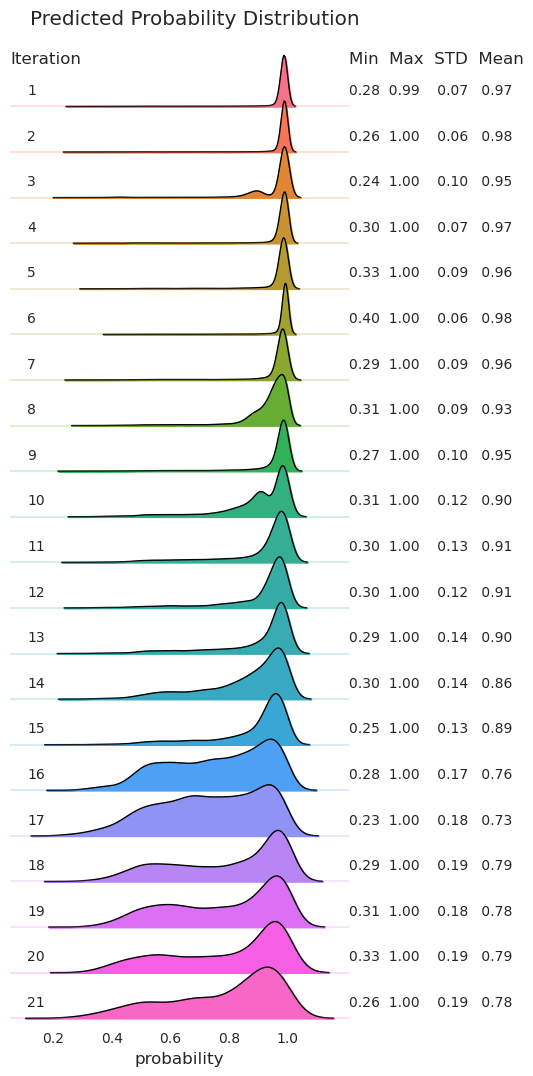 Predicted Probability Distribution
Iteration Min Max STD Mean
1 0.28 0.99 0.07 0.97
2 0.26 1.00 0.06 0.98
3 0.24 1.00 0.10 0.95
4 0.30 1.00 0.07 0.97
5 0.33 1.00 0.09 0.96
6 0.40 1.00 0.06 0.98
7 0.29 1.00 0.09 0.96
8 0.31 1.00 0.09 0.93
9 0.27 1.00 0.10 0.95
10 0.31 1.00 0.12 0.90
11 0.30 1.00 0.13 0.91
12 0.30 1.00 0.12 0.91
13 0.29 1.00 0.14 0.90
14 0.30 1.00 0.14 0.86
15 0.25 1.00 0.13 0.89
16 0.28 1.00 0.17 0.76
17 0.23 1.00 0.18 0.73
18 0.29 1.00 0.19 0.79
19 0.31 1.00 0.18 0.78
20 0.33 1.00 0.19 0.79
21 0.26 1.00 0.19 0.78
0.2 0.4 0.6 0.8 1.0
probability